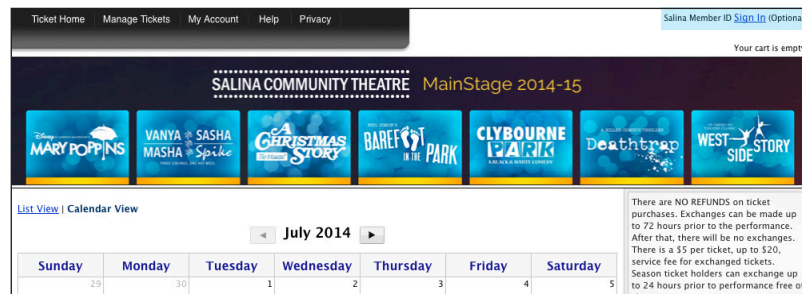 Ticket Home Manage Tickets My Account Help Privacy
Salina Member ID Sign In (Optiona
Your cart is empt
SALINA COMMUNITY THEATRE MainStage 2014-15
Disney
MARY POPPINS
VANYA & SASHA
MASHA & Spike
A
CHRISTMAS
STORY
BAREFOOT
IN THE PARK
CLYBOURNE
PARK
A BLACK & WHITE COMEDY
Deathtrap
WEST
SIDE STORY
List View | Calendar View
◄ July 2014 ►
Sunday Monday Tuesday Wednesday Thursday Friday Saturday
29 30 1 2 3 4 5
There are NO REFUNDS on ticket
purchases. Exchanges can be made up
to 72 hours prior to the performance.
After that, there will be no exchanges.
There is a $5 per ticket, up to $20,
service fee for exchanged tickets.
Season ticket holders can exchange up
to 24 hours prior to performance free o